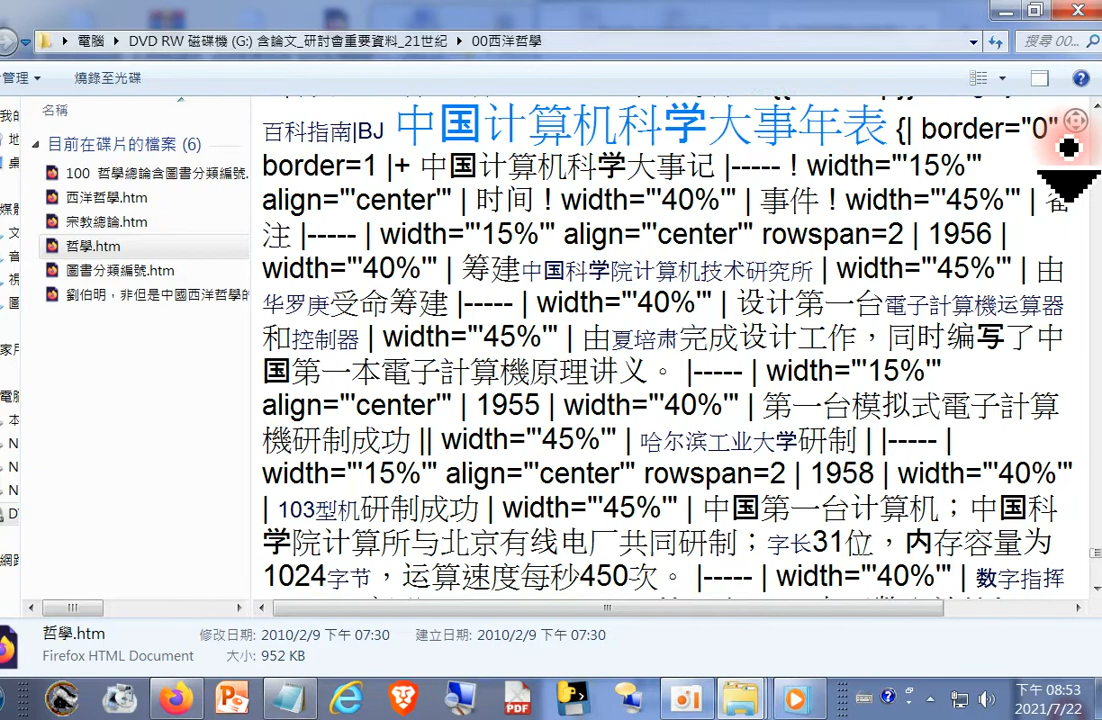 電腦 ▸ DVD RW 磁碟機 (G:) 含論文_研討會重要資料_21世紀 ▸ 00西洋哲學
搜尋 00...
管理
燒錄至光碟
名稱
目前在碟片的檔案 (6)
100 哲學總論含圖書分類編號.
西洋哲學.htm
宗教總論.htm
哲學.htm
圖書分類編號.htm
劉伯明，非但是中國西洋哲學的
百科指南|BJ 中国计算机科学大事年表 {| border="0"
border=1 |+ 中国计算机科学大事记 |----- ! width="'15%'"
align="'center'" | 时间 ! width="'40%'" | 事件 ! width="'45%'" | 备
注 |----- | width="'15%'" align="'center'" rowspan=2 | 1956 |
width="'40%'" | 筹建中国科学院计算机技术研究所 | width="'45%'" | 由
华罗庚受命筹建 |----- | width="'40%'" | 设计第一台電子計算機运算器
和控制器 | width="'45%'" | 由夏培肃完成设计工作，同时编写了中
国第一本電子計算機原理讲义。 |----- | width="'15%'"
align="'center'" | 1955 | width="'40%'" | 第一台模拟式電子計算
機研制成功 || width="'45%'" | 哈尔滨工业大学研制 | |----- |
width="'15%'" align="'center'" rowspan=2 | 1958 | width="'40%'"
| 103型机研制成功 | width="'45%'" | 中国第一台计算机；中国科
学院计算所与北京有线电厂共同研制；字长31位，内存容量为
1024字节，运算速度每秒450次。 |----- | width="'40%'" | 数字指挥
哲學.htm
修改日期: 2010/2/9 下午 07:30
建立日期: 2010/2/9 下午 07:30
Firefox HTML Document
大小: 952 KB
PDF
下午 08:53
2021/7/22